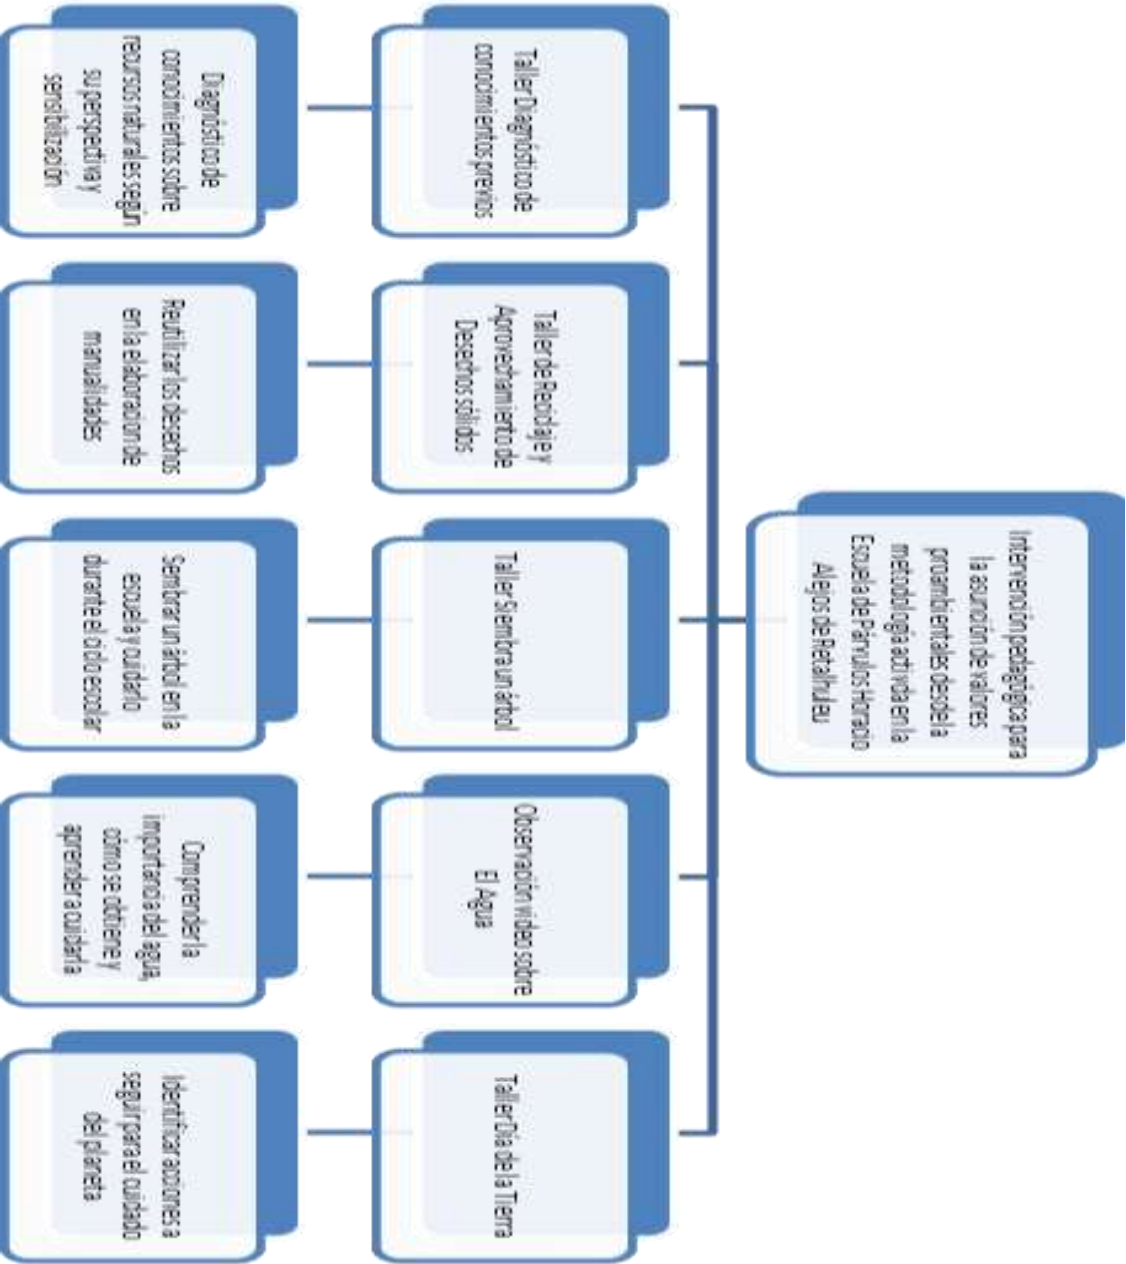 Intervención pedagógica para
la asunción de valores
proambientales desde la
metodología activa en la
Escuela de Párvulos Horacio
Alejos de Retalhuleu
Taller Diagnóstico de
conocimientos previos
Taller de Reciclaje y
Aprovechamiento de
Desechos sólidos
Taller Siembra un árbol
Observación video sobre
El Agua
Taller Día de la Tierra
Diagnóstico de
conocimientos sobre
recursos naturales según
su perspectiva y
sensibilización
Reutilizar los desechos
en la elaboracion de
manualidades
Sembrar un árbol en la
escuela y cuidarlo
durante el ciclo escolar
Comprender la
importancia del agua,
cómo se obtiene y
aprender a cuidarla
Identificar acciones a
seguir para el cuidado
del planeta